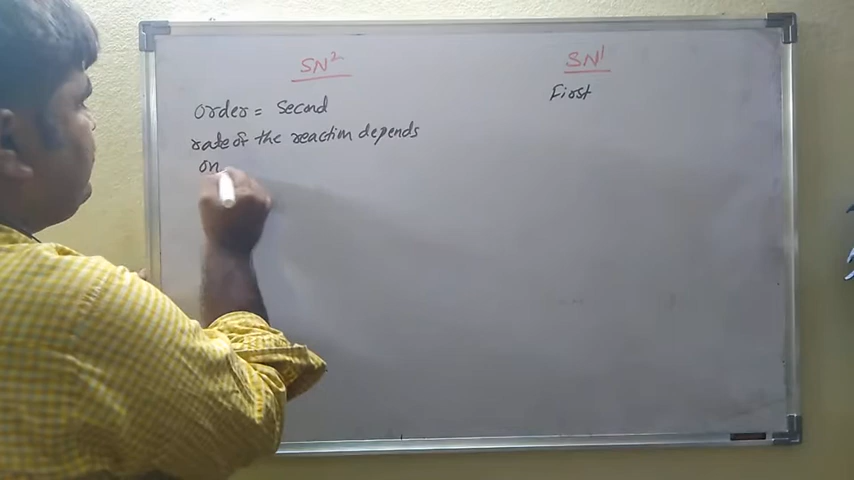 SN²
SN¹
order = Second
First
rate of the reaction depends
on